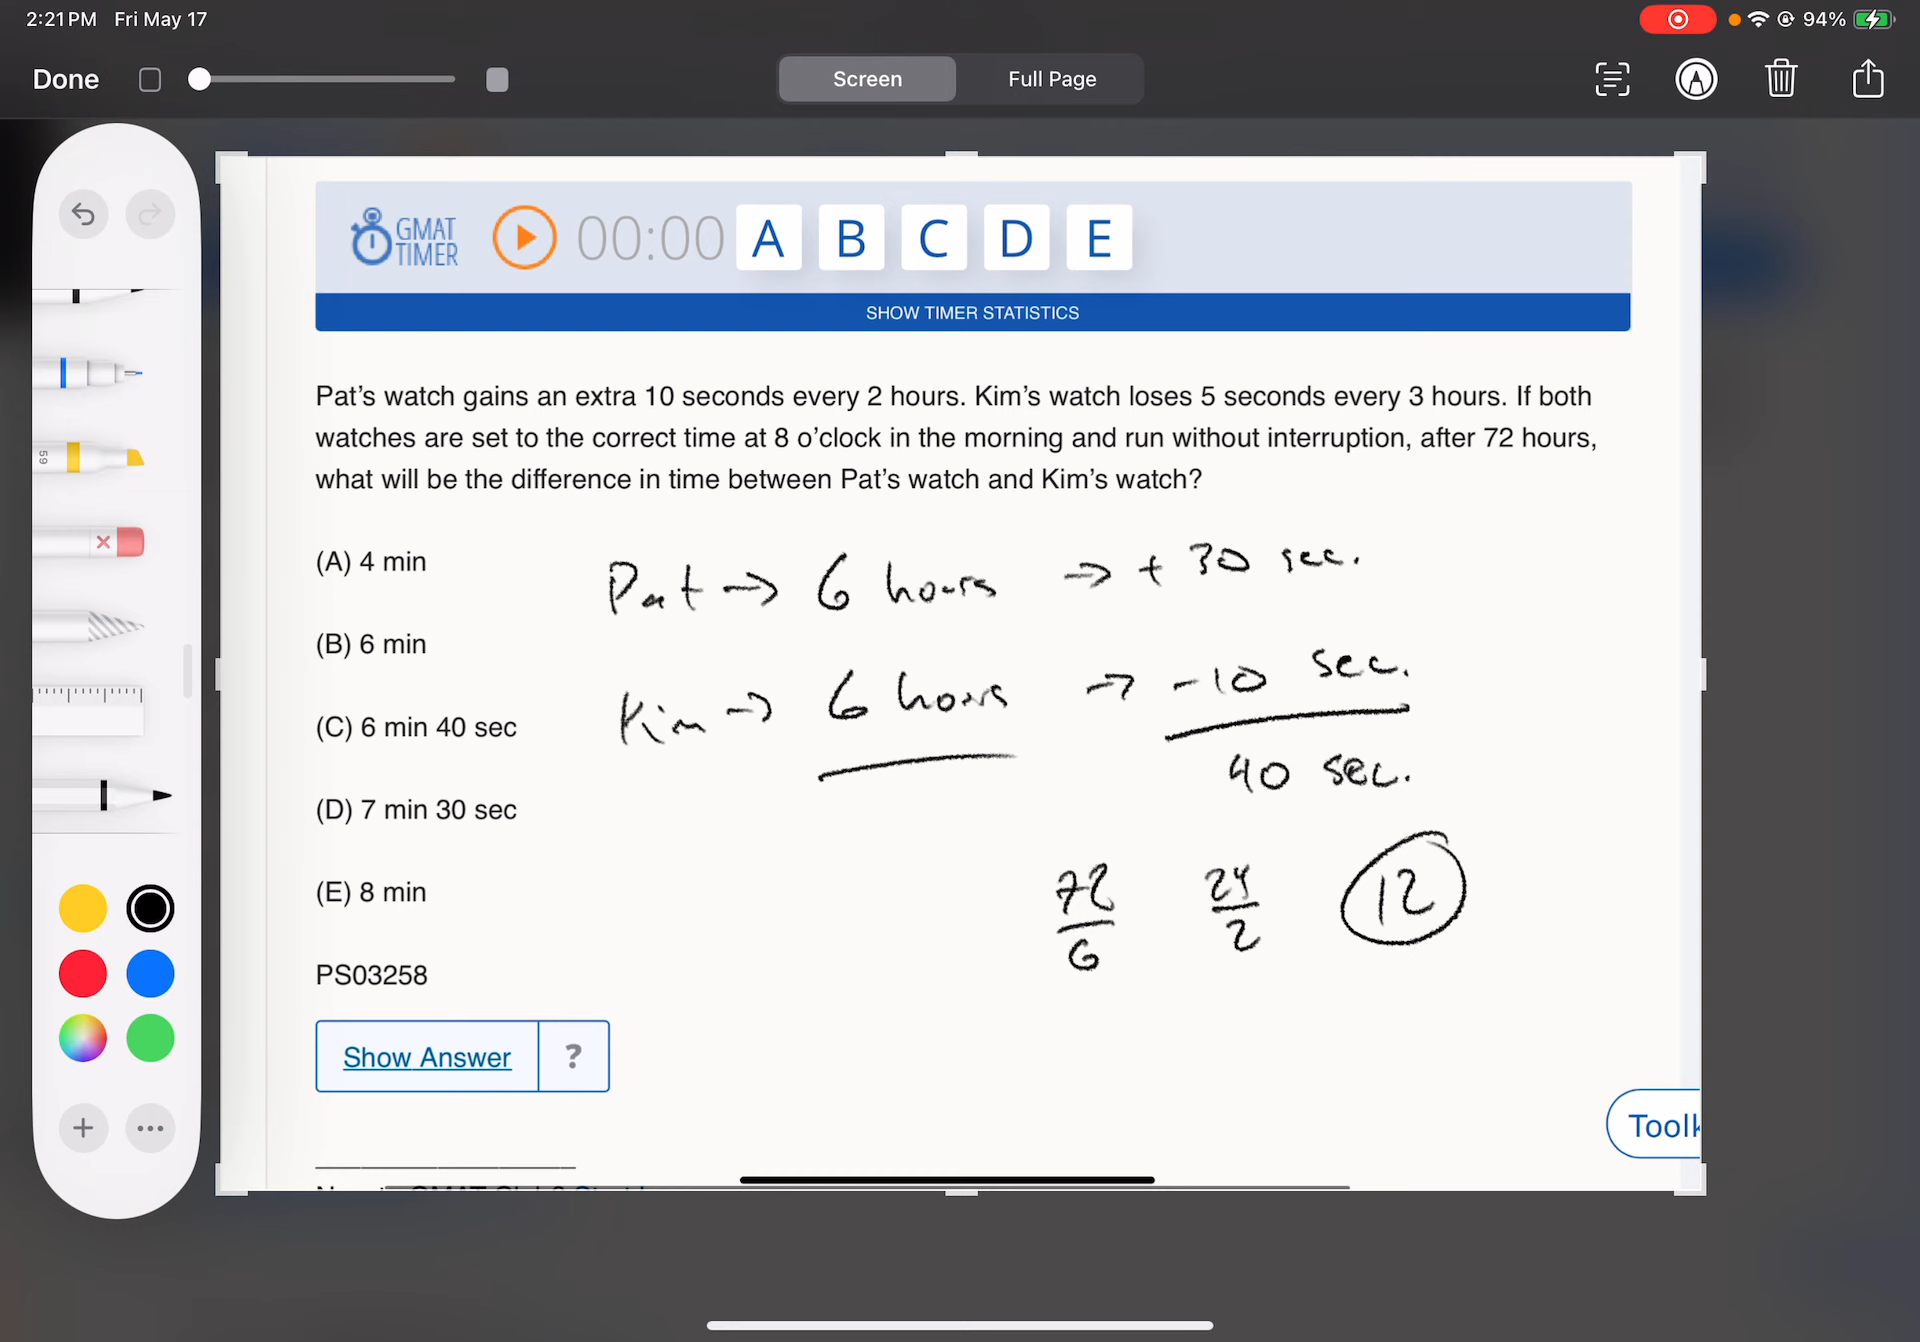 2:21 PM Fri May 17
94%
Done
Screen
Full Page
GMAT TIMER
00:00
A B C D E
SHOW TIMER STATISTICS
Pat's watch gains an extra 10 seconds every 2 hours. Kim's watch loses 5 seconds every 3 hours. If both
watches are set to the correct time at 8 o'clock in the morning and run without interruption, after 72 hours,
what will be the difference in time between Pat's watch and Kim's watch?
(A) 4 min
(B) 6 min
(C) 6 min 40 sec
(D) 7 min 30 sec
(E) 8 min
PS03258
Pat → 6 hours → + 30 sec.
Kim → 6 hours → -10 sec.
40 sec.
72/6 24/2 12
Show Answer ?
59